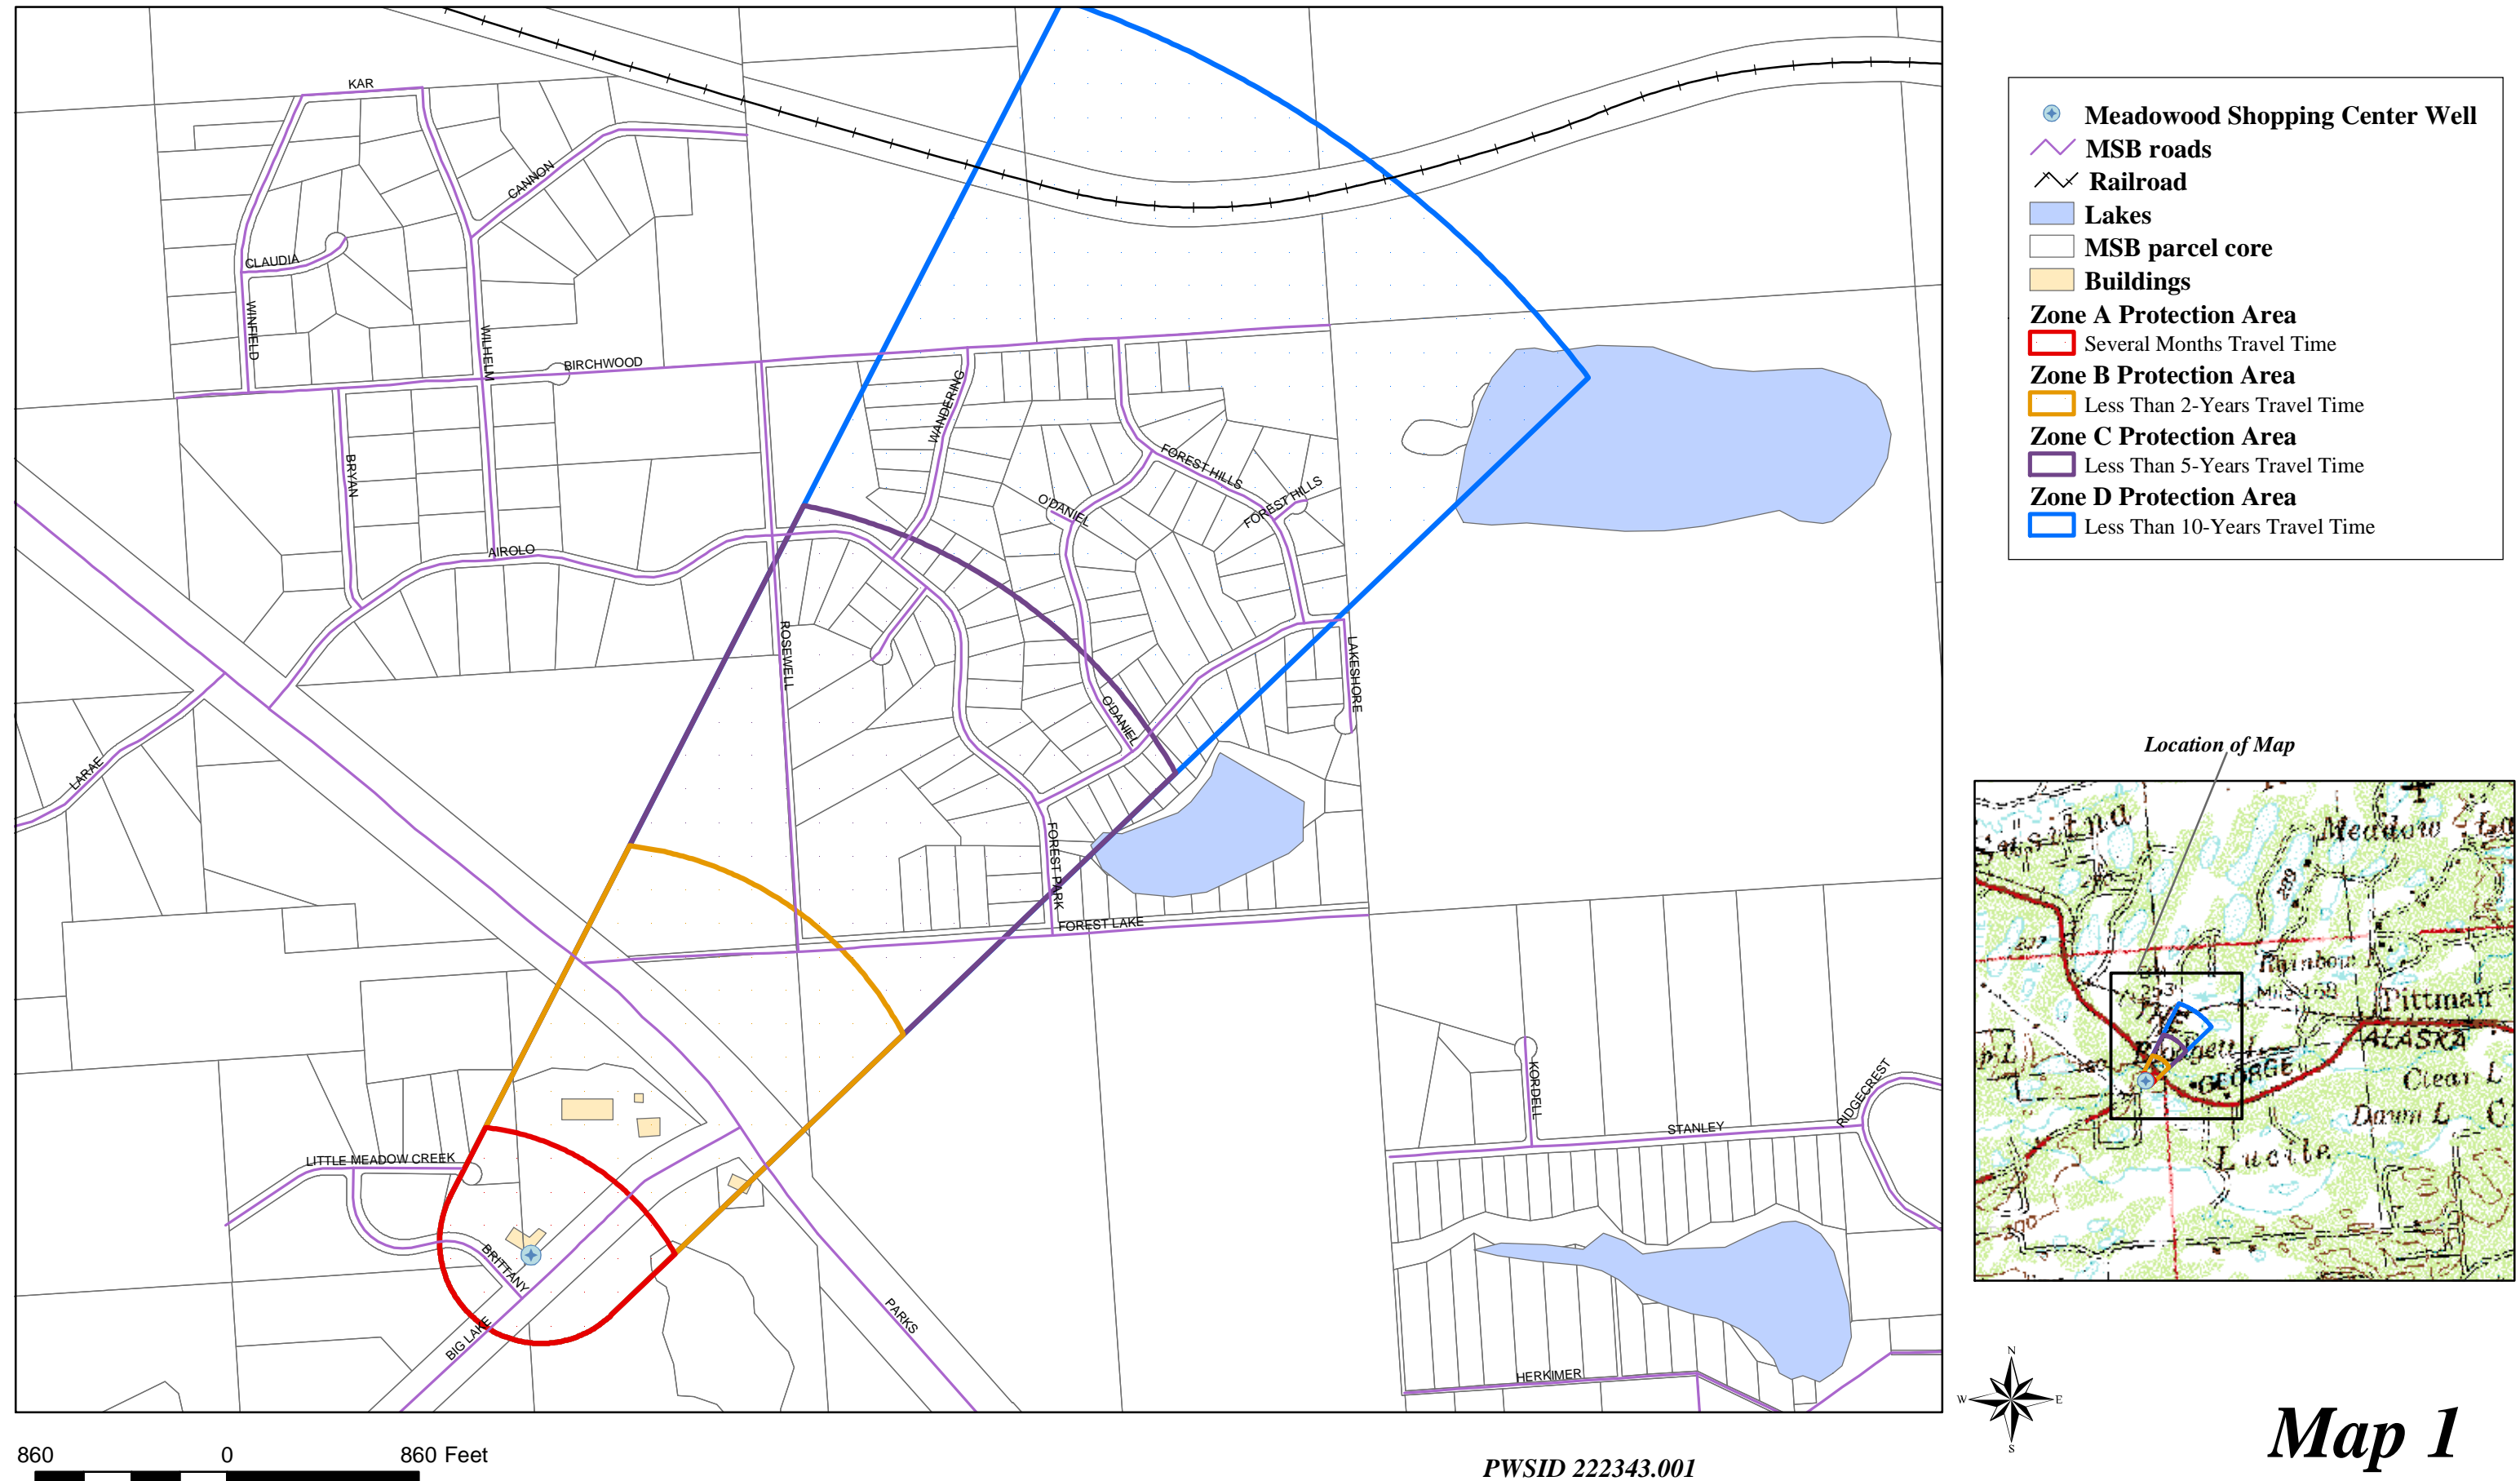 KAR
CANNON
CLAUDIA
WINFIELD
WILHELM
BIRCHWOOD
WANDERING
BRYAN
FOREST HILLS
O'DANIEL
FOREST HILLS
AIROLO
ROSEWELL
LAKESHORE
O'DANIEL
LARAE
FOREST PARK
FOREST LAKE
KORDELL
STANLEY
RIDGECREST
LITTLE MEADOW CREEK
BRITTANY
BIG LAKE
PARKS
HERKIMER
Meadowood Shopping Center Well
MSB roads
Railroad
Lakes
MSB parcel core
Buildings
Zone A Protection Area
Several Months Travel Time
Zone B Protection Area
Less Than 2-Years Travel Time
Zone C Protection Area
Less Than 5-Years Travel Time
Zone D Protection Area
Less Than 10-Years Travel Time
Location of Map
Meadow
Rainbow
Pittman
ALASKA
GEORGE
Clear L
Dawn L
Lucile
N
W
E
S
860 0 860 Feet
PWSID 222343.001
Map 1